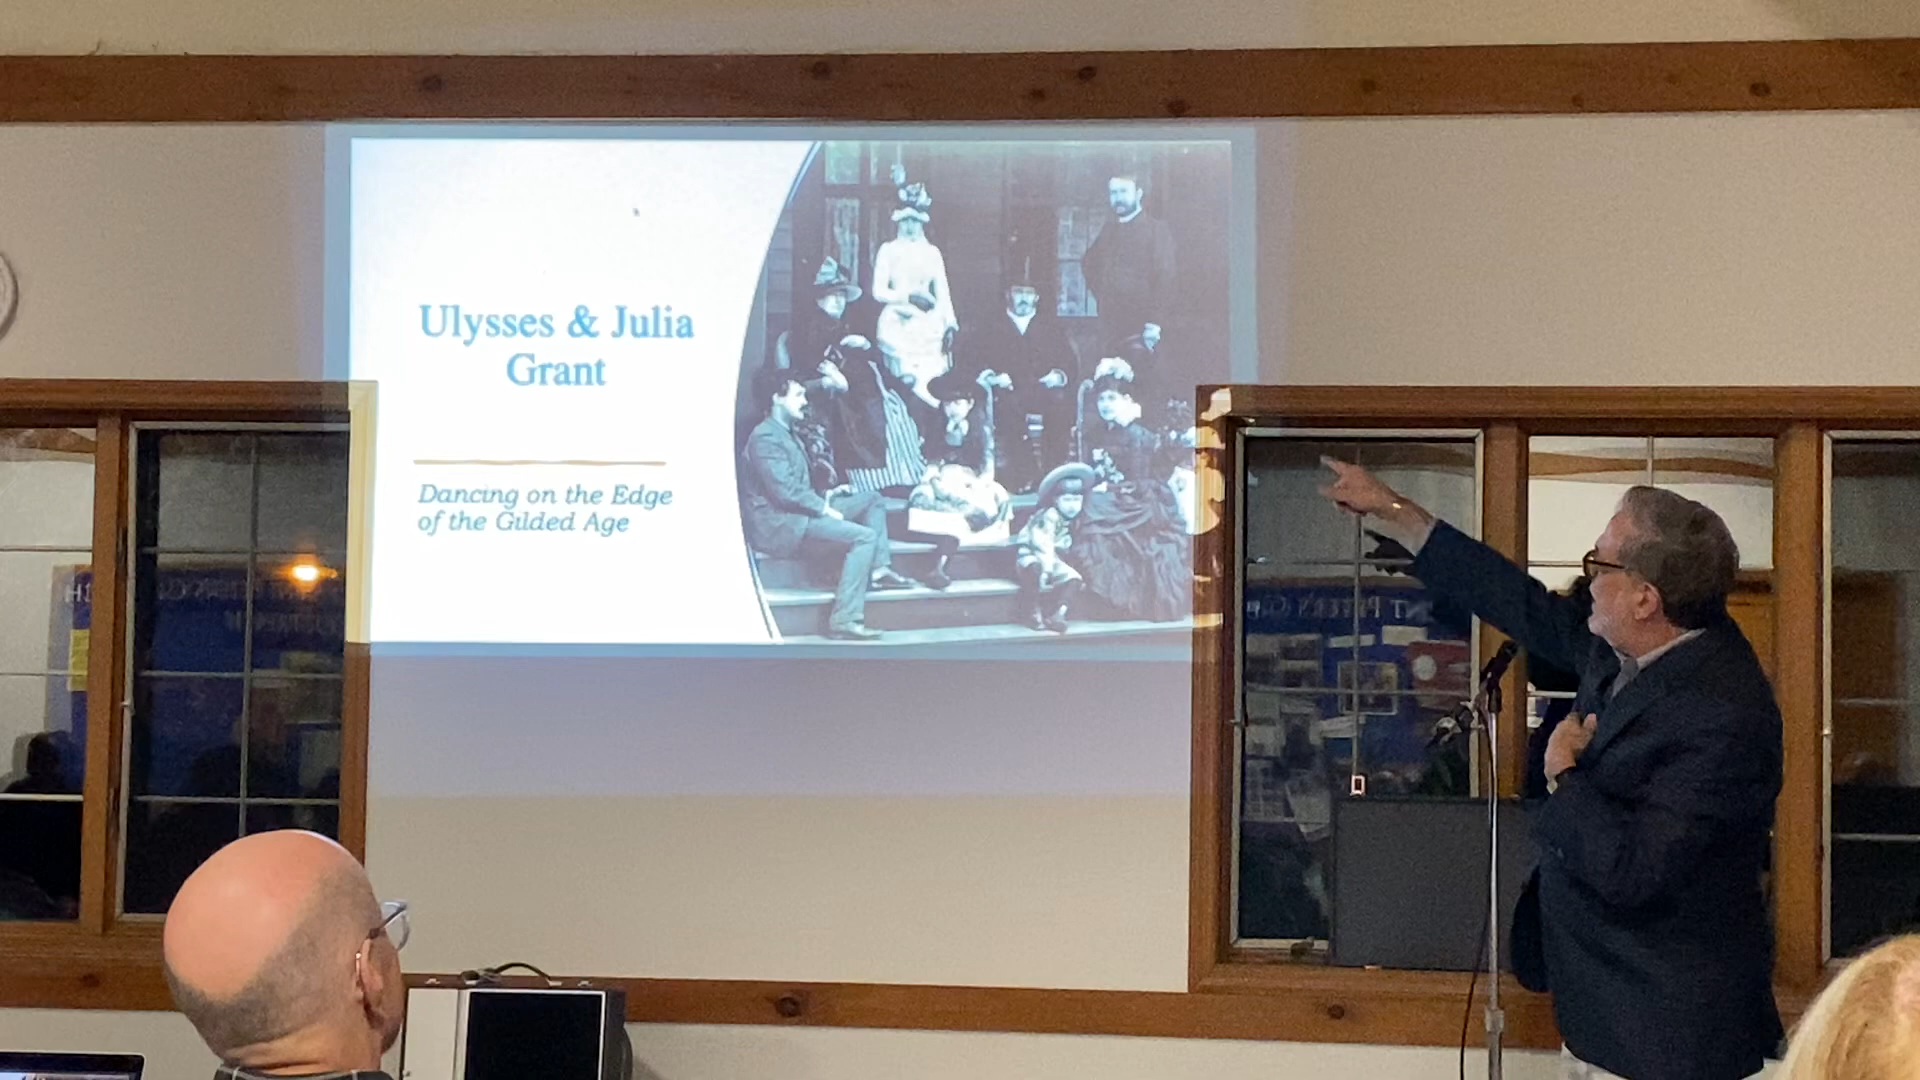 Ulysses & Julia
Grant
Dancing on the Edge
of the Gilded Age